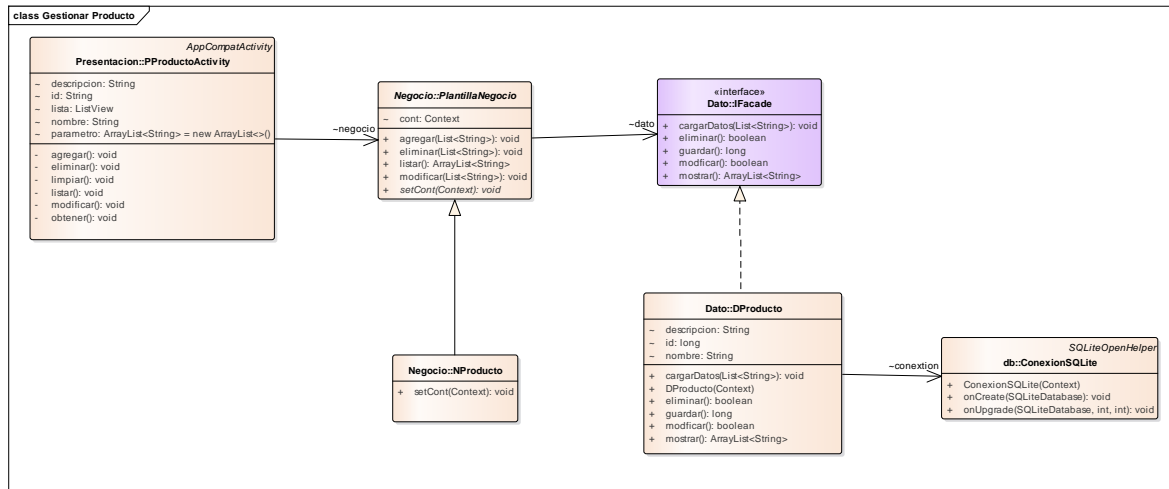 class Gestionar Producto
AppCompatActivity
Presentacion::PProductoActivity
~ descripcion: String
~ id: String
~ lista: ListView
~ nombre: String
~ parametro: ArrayList<String> = new ArrayList<>()
- agregar(): void
- eliminar(): void
- limpiar(): void
- listar(): void
- modificar(): void
- obtener(): void
~negocio
Negocio::PlantillaNegocio
~ cont: Context
+ agregar(List<String>): void
+ eliminar(List<String>): void
+ listar(): ArrayList<String>
+ modificar(List<String>): void
+ setCont(Context): void
~dato
«interface»
Dato::IFacade
+ cargarDatos(List<String>): void
+ eliminar(): boolean
+ guardar(): long
+ modficar(): boolean
+ mostrar(): ArrayList<String>
Negocio::NProducto
+ setCont(Context): void
Dato::DProducto
~ descripcion: String
~ id: long
~ nombre: String
+ cargarDatos(List<String>): void
+ DProducto(Context)
+ eliminar(): boolean
+ guardar(): long
+ modficar(): boolean
+ mostrar(): ArrayList<String>
~conextion
SQLiteOpenHelper
db::ConexionSQLite
+ ConexionSQLite(Context)
+ onCreate(SQLiteDatabase): void
+ onUpgrade(SQLiteDatabase, int, int): void